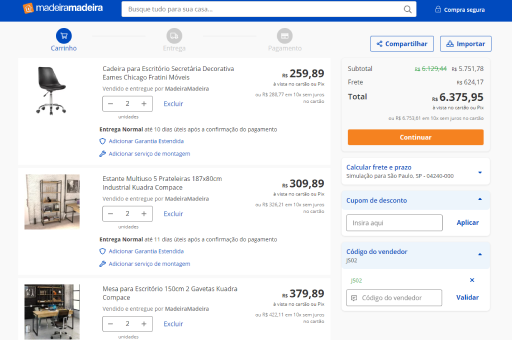 madeiramadeira
Busque tudo para sua casa...
Compra segura
Carrinho
Entrega
Pagamento
Compartilhar
Importar
Cadeira para Escritório Secretária Decorativa
Eames Chicago Fratini Móveis
Vendido e entregue por MadeiraMadeira
— 2 +
Excluir
unidades
R$ 259,89
à vista no cartão ou Pix
ou R$ 288,77 em 10x sem juros
no cartão
Entrega Normal até 10 dias úteis após a confirmação do pagamento
Adicionar Garantia Estendida
Adicionar serviço de montagem
Estante Multiuso 5 Prateleiras 187x80cm
Industrial Kuadra Compace
Vendido e entregue por MadeiraMadeira
— 2 +
Excluir
unidades
R$ 309,89
à vista no cartão ou Pix
ou R$ 326,21 em 10x sem juros
no cartão
Entrega Normal até 11 dias úteis após a confirmação do pagamento
Adicionar Garantia Estendida
Adicionar serviço de montagem
Mesa para Escritório 150cm 2 Gavetas Kuadra
Compace
Vendido e entregue por MadeiraMadeira
— 2 +
Excluir
unidades
R$ 379,89
à vista no cartão ou Pix
ou R$ 422,11 em 10x sem juros
no cartão
Subtotal R$ 6.129,44 R$ 5.751,78
Frete R$ 624,17
Total R$ 6.375,95
à vista no cartão ou Pix
em 10x sem juros no cartão
Continuar
Calcular frete e prazo
Simulação para São Paulo, SP - 04240-000
Cupom de desconto
Insira aqui
Aplicar
Código do vendedor
JS02
JS02
Código do vendedor
Validar